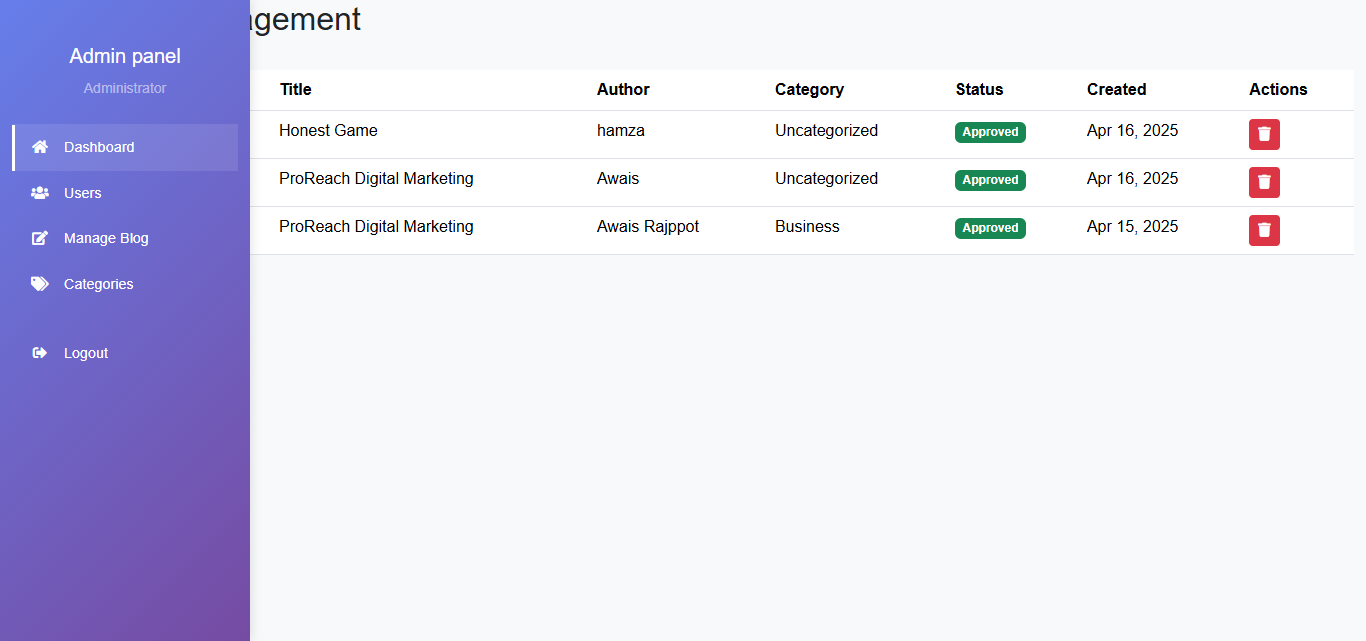 agement
Admin panel
Administrator
Dashboard
Users
Manage Blog
Categories
Logout
Title Author Category Status Created Actions
Honest Game hamza Uncategorized Approved Apr 16, 2025
ProReach Digital Marketing Awais Uncategorized Approved Apr 16, 2025
ProReach Digital Marketing Awais Rajppot Business Approved Apr 15, 2025